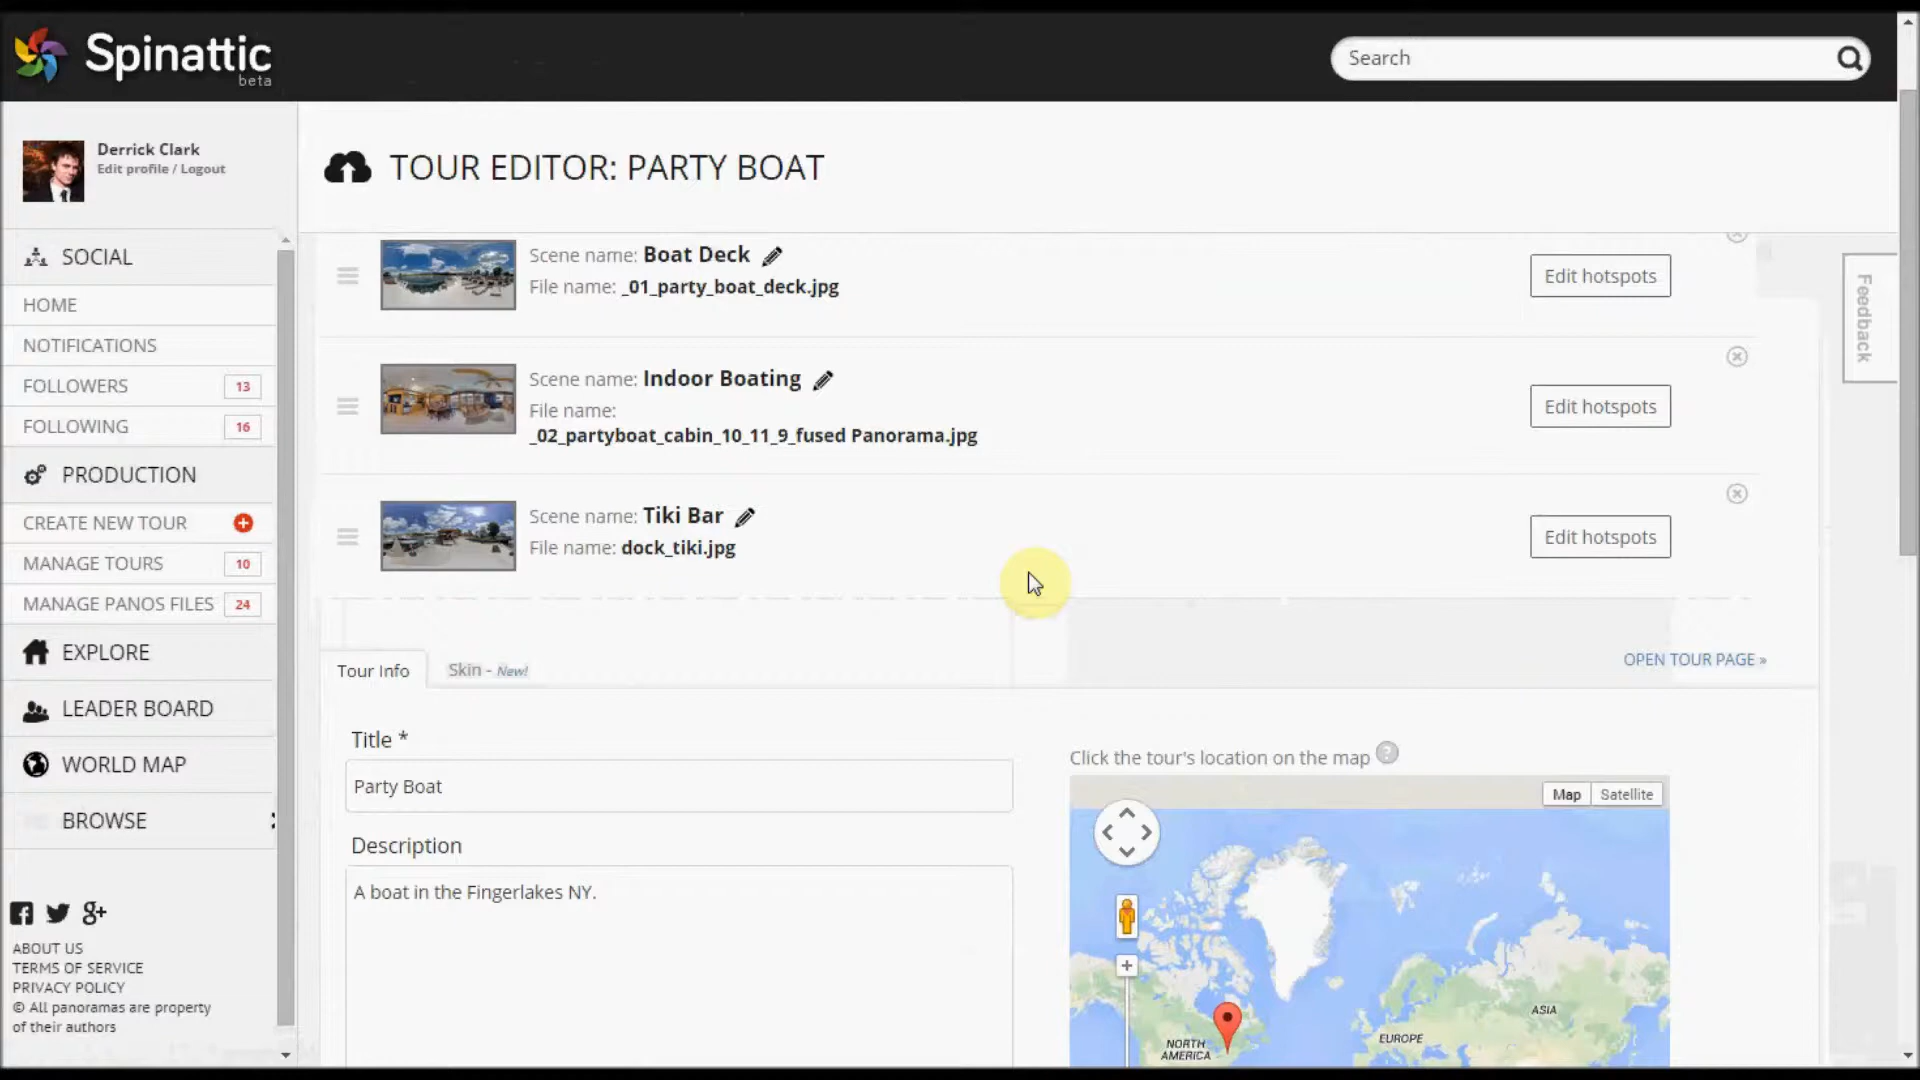 Spinattic
beta
Search
Derrick Clark
Edit profile / Logout
TOUR EDITOR: PARTY BOAT
SOCIAL
HOME
NOTIFICATIONS
FOLLOWERS 13
FOLLOWING 16
PRODUCTION
CREATE NEW TOUR
MANAGE TOURS 10
MANAGE PANOS FILES 24
EXPLORE
LEADER BOARD
WORLD MAP
BROWSE
ABOUT US
TERMS OF SERVICE
PRIVACY POLICY
© All panoramas are property
of their authors
Scene name: Boat Deck
File name: _01_party_boat_deck.jpg
Edit hotspots
Scene name: Indoor Boating
File name:
_02_partyboat_cabin_10_11_9_fused Panorama.jpg
Edit hotspots
Scene name: Tiki Bar
File name: dock_tiki.jpg
Edit hotspots
Feedback
Tour Info Skin - New!
OPEN TOUR PAGE »
Title *
Party Boat
Description
A boat in the Fingerlakes NY.
Click the tour's location on the map ?
Map Satellite
NORTH
AMERICA
EUROPE
ASIA